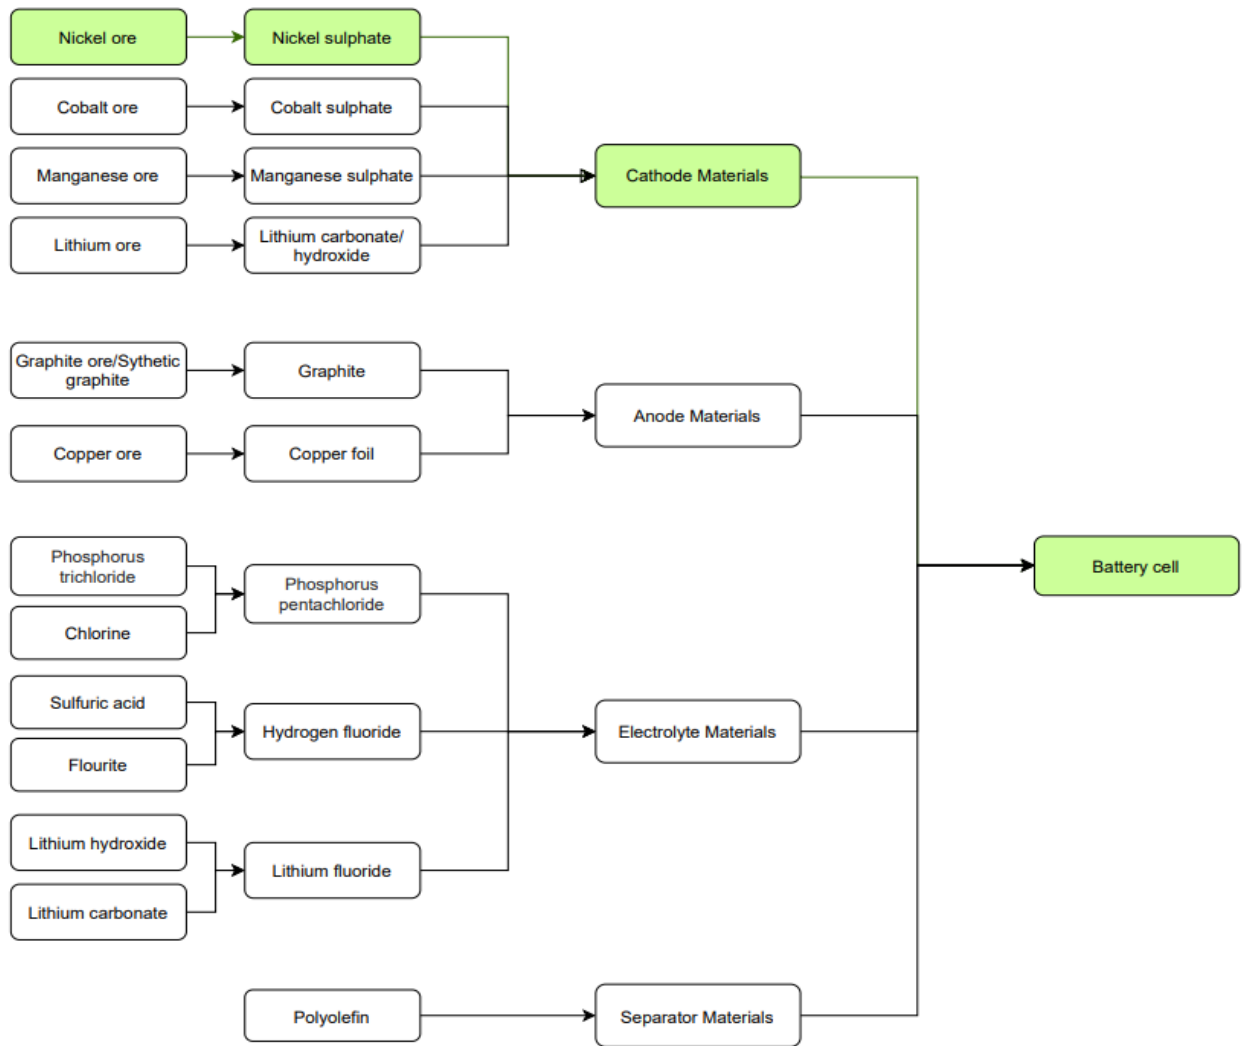 Nickel ore
Nickel sulphate
Cobalt ore
Cobalt sulphate
Manganese ore
Manganese sulphate
Cathode Materials
Lithium ore
Lithium carbonate/
hydroxide
Graphite ore/Sythetic
graphite
Graphite
Anode Materials
Copper ore
Copper foil
Phosphorus
trichloride
Phosphorus
pentachloride
Battery cell
Chlorine
Sulfuric acid
Hydrogen fluoride
Electrolyte Materials
Flourite
Lithium hydroxide
Lithium fluoride
Lithium carbonate
Polyolefin
Separator Materials